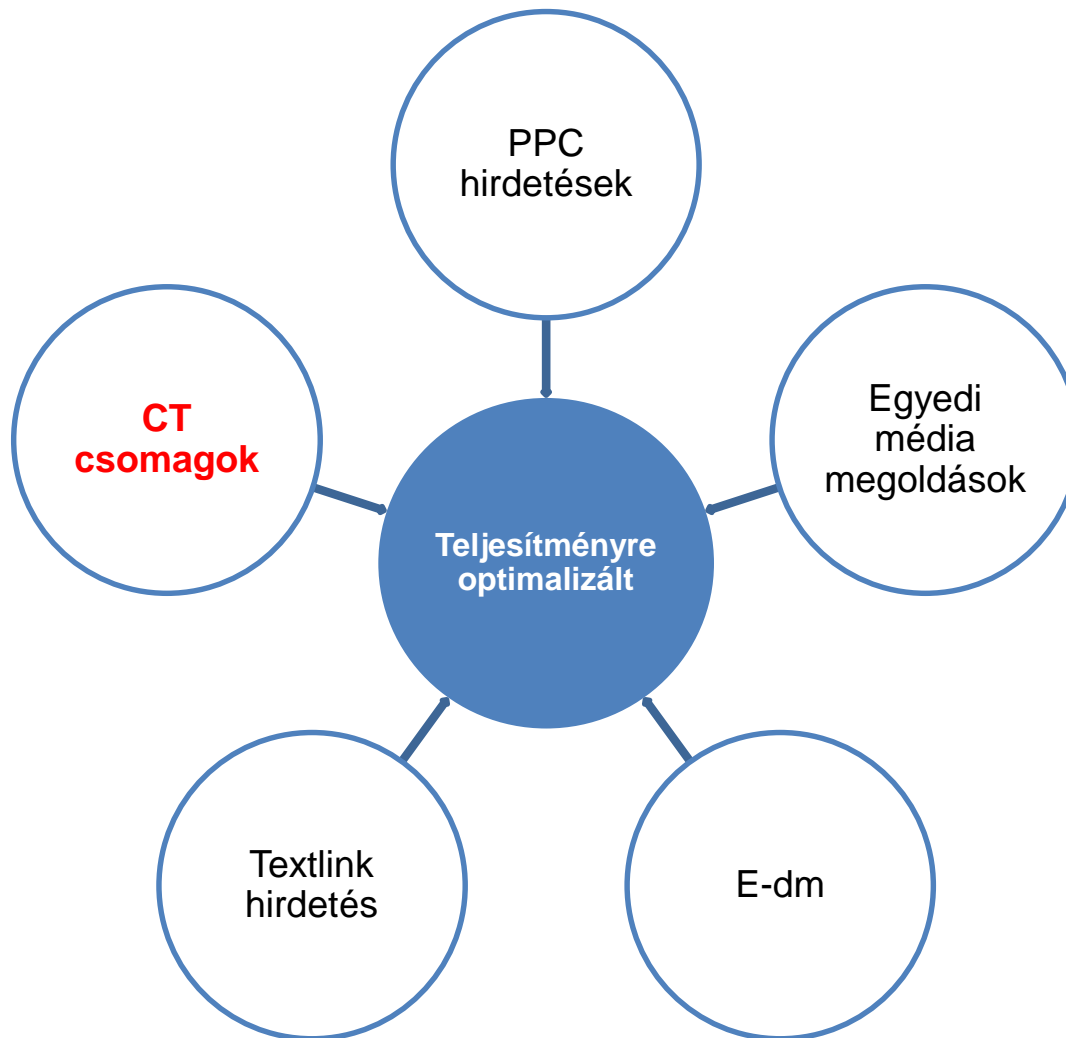 PPC
hirdetések
CT
csomagok
Egyedi
média
megoldások
Teljesítményre
optimalizált
Textlink
hirdetés
E-dm